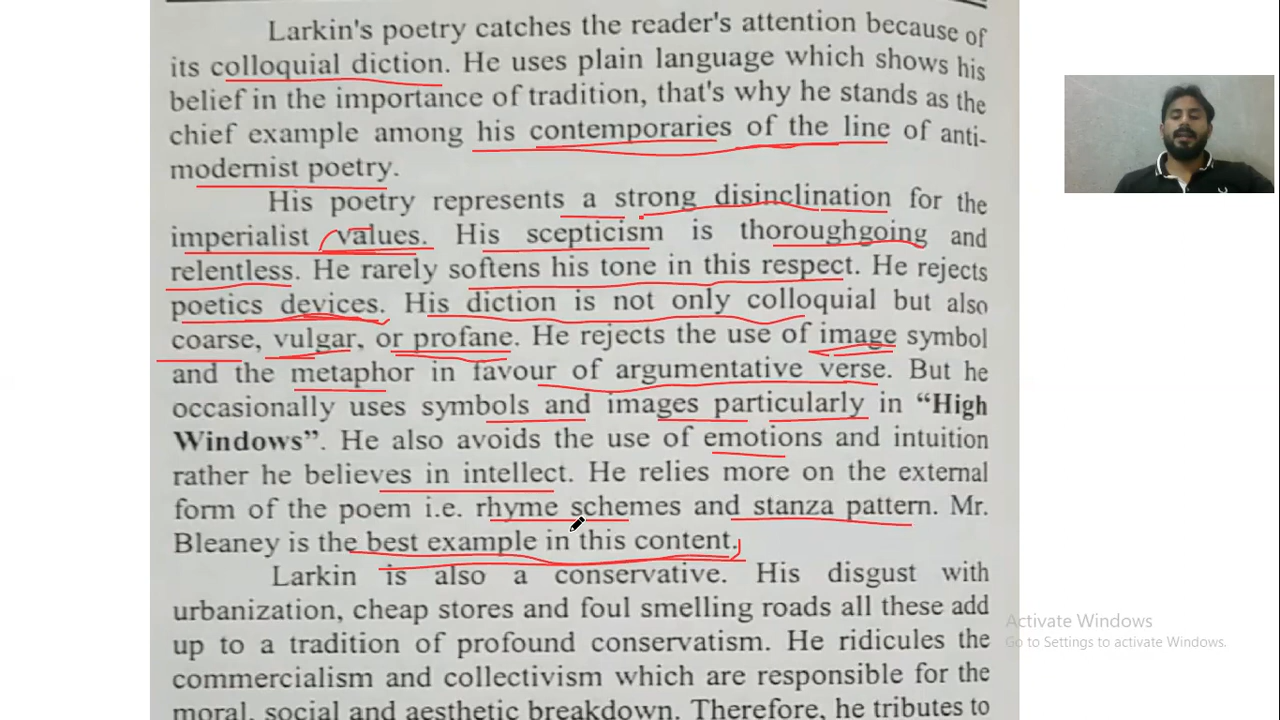 Larkin's poetry catches the reader's attention because of
its colloquial diction. He uses plain language which shows his
belief in the importance of tradition, that's why he stands as the
chief example among his contemporaries of the line of anti-
modernist poetry.
His poetry represents a strong disinclination for the
imperialist values. His scepticism is thoroughgoing and
relentless. He rarely softens his tone in this respect. He rejects
poetics devices. His diction is not only colloquial but also
coarse, vulgar, or profane. He rejects the use of image symbol
and the metaphor in favour of argumentative verse. But he
occasionally uses symbols and images particularly in “High
Windows”. He also avoids the use of emotions and intuition
rather he believes in intellect. He relies more on the external
form of the poem i.e. rhyme schemes and stanza pattern. Mr.
Bleaney is the best example in this content.
Larkin is also a conservative. His disgust with
urbanization, cheap stores and foul smelling roads all these add
up to a tradition of profound conservatism. He ridicules the
commercialism and collectivism which are responsible for the
moral, social and aesthetic breakdown. Therefore, he tributes to
Activate Windows
Go to Settings to activate Windows.